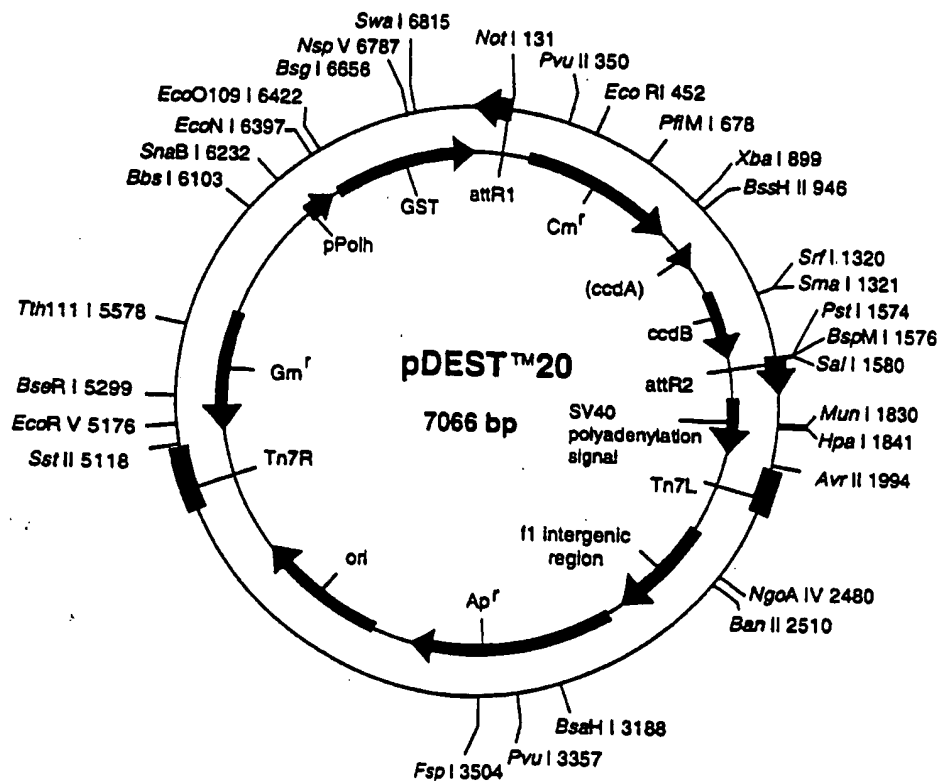 Swa I 6815
Nsp V 6787
Bsg I 6656
EcoO109 I 6422
EcoN I 6397
SnaB I 6232
Bbs I 6103
Tth111 I 5578
BseR I 5299
EcoR V 5176
Sst II 5118
Not I 131
Pvu II 350
Eco RI 452
PflM I 678
Xba I 899
BssH II 946
Srf I 1320
Sma I 1321
Pst I 1574
BspM I 1576
Sal I 1580
Mun I 1830
Hpa I 1841
Avr II 1994
NgoA IV 2480
Ban II 2510
BsaH I 3188
Pvu I 3357
Fsp I 3504
attR1
Cmr
(ccdA)
ccdB
attR2
SV40
polyadenylation
signal
Tn7L
f1 intergenic
region
Apr
ori
Tn7R
Gmr
pPolh
GST
pDEST™20
7066 bp